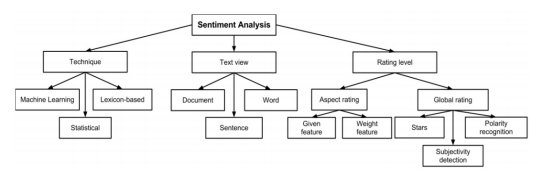 Sentiment Analysis
Technique
Text view
Rating level
Machine Learning
Lexicon-based
Document
Word
Aspect rating
Global rating
Statistical
Sentence
Given
feature
Weight
feature
Stars
Polarity
recognition
Subjectivity
detection